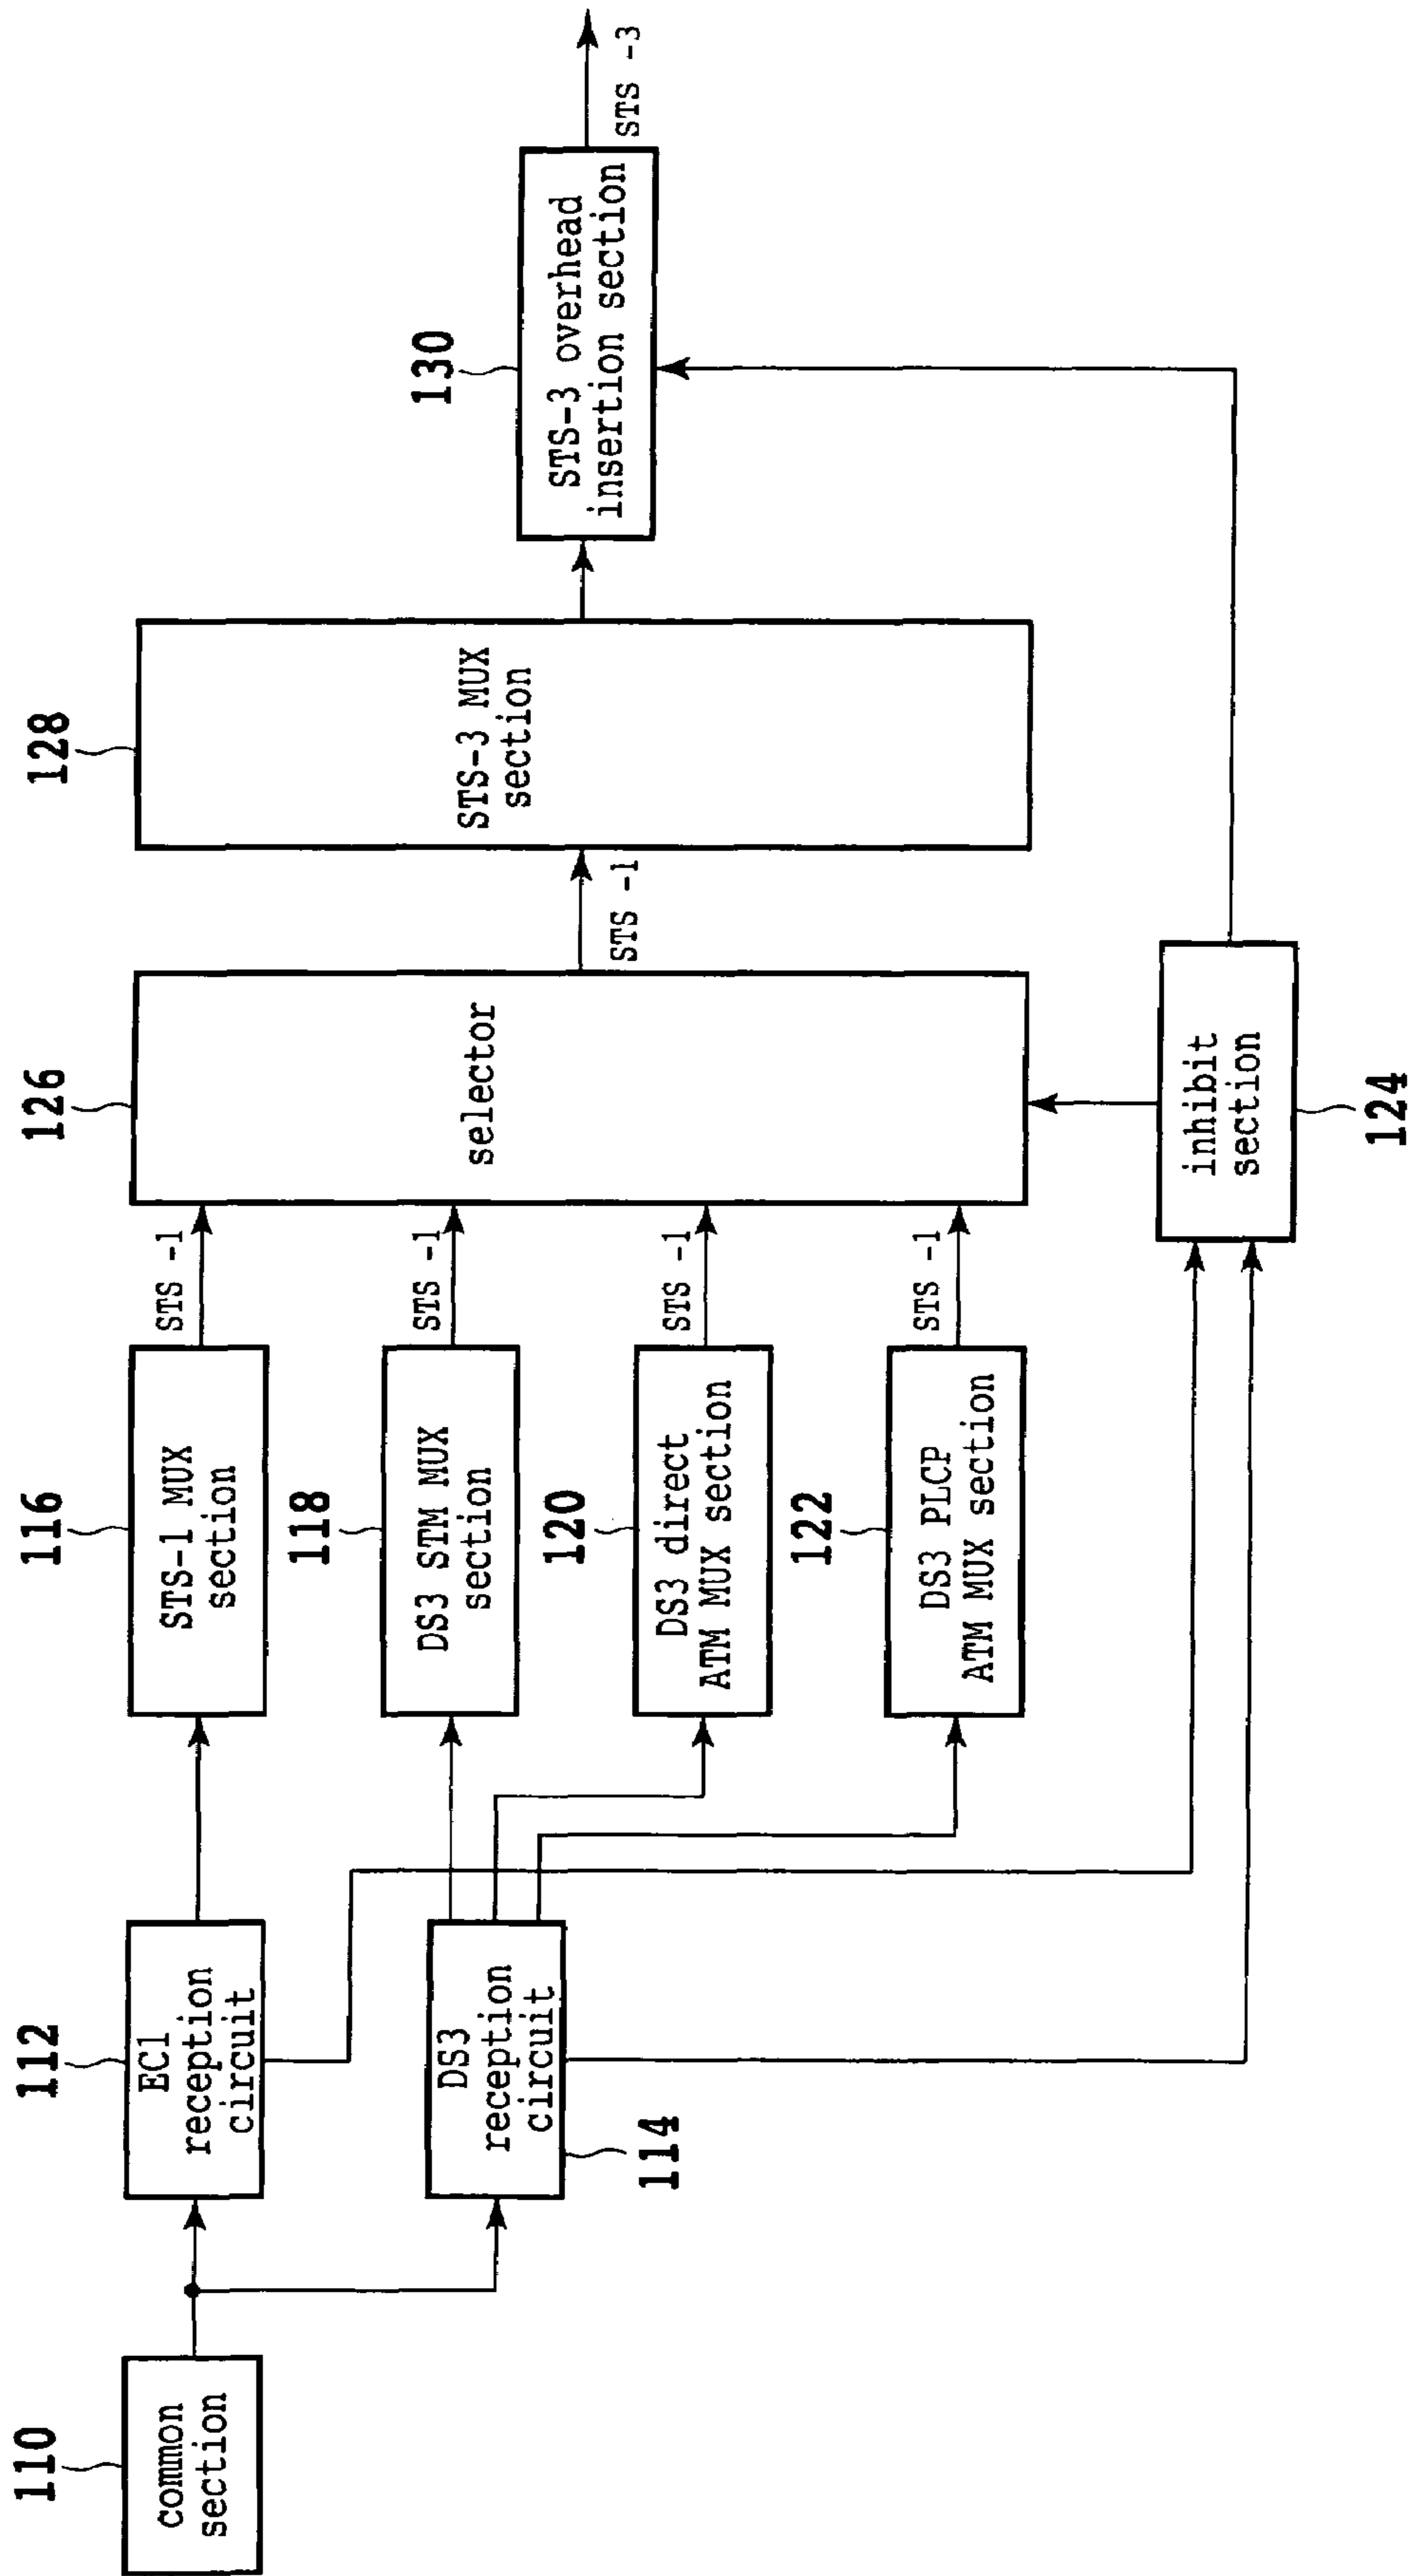 110
common
section
112
EC1
reception
circuit
DS3
reception
circuit
114
116
STS-1 MUX
section
STS -1
118
DS3 STM MUX
section
STS -1
120
DS3 direct
ATM MUX section
STS -1
122
DS3 PLCP
ATM MUX section
STS -1
126
selector
STS -1
inhibit
section
124
128
STS-3 MUX
section
130
STS-3 overhead
insertion section
STS -3